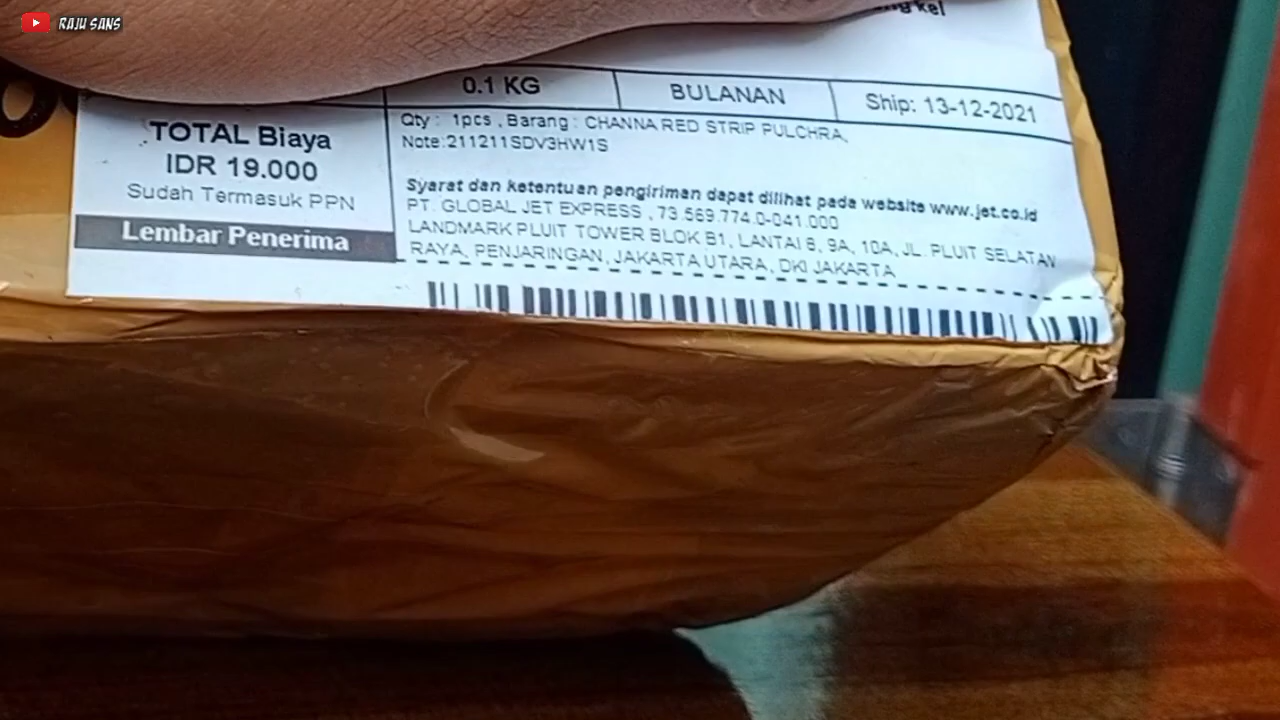 RAJU SANS
0.1 KG
BULANAN
Ship: 13-12-2021
TOTAL Biaya
IDR 19.000
Sudah Termasuk PPN
Lembar Penerima
Qty : 1pcs , Barang : CHANNA RED STRIP PULCHRA,
Note:211211SDV3HW1S
Syarat dan ketentuan pengiriman dapat dilihat pada website www.jet.co.id
PT. GLOBAL JET EXPRESS , 73.569.774.0-041.000
LANDMARK PLUIT TOWER BLOK B1, LANTAI 8, 9A, 10A, JL. PLUIT SELATAN
RAYA, PENJARINGAN, JAKARTA UTARA, DKI JAKARTA